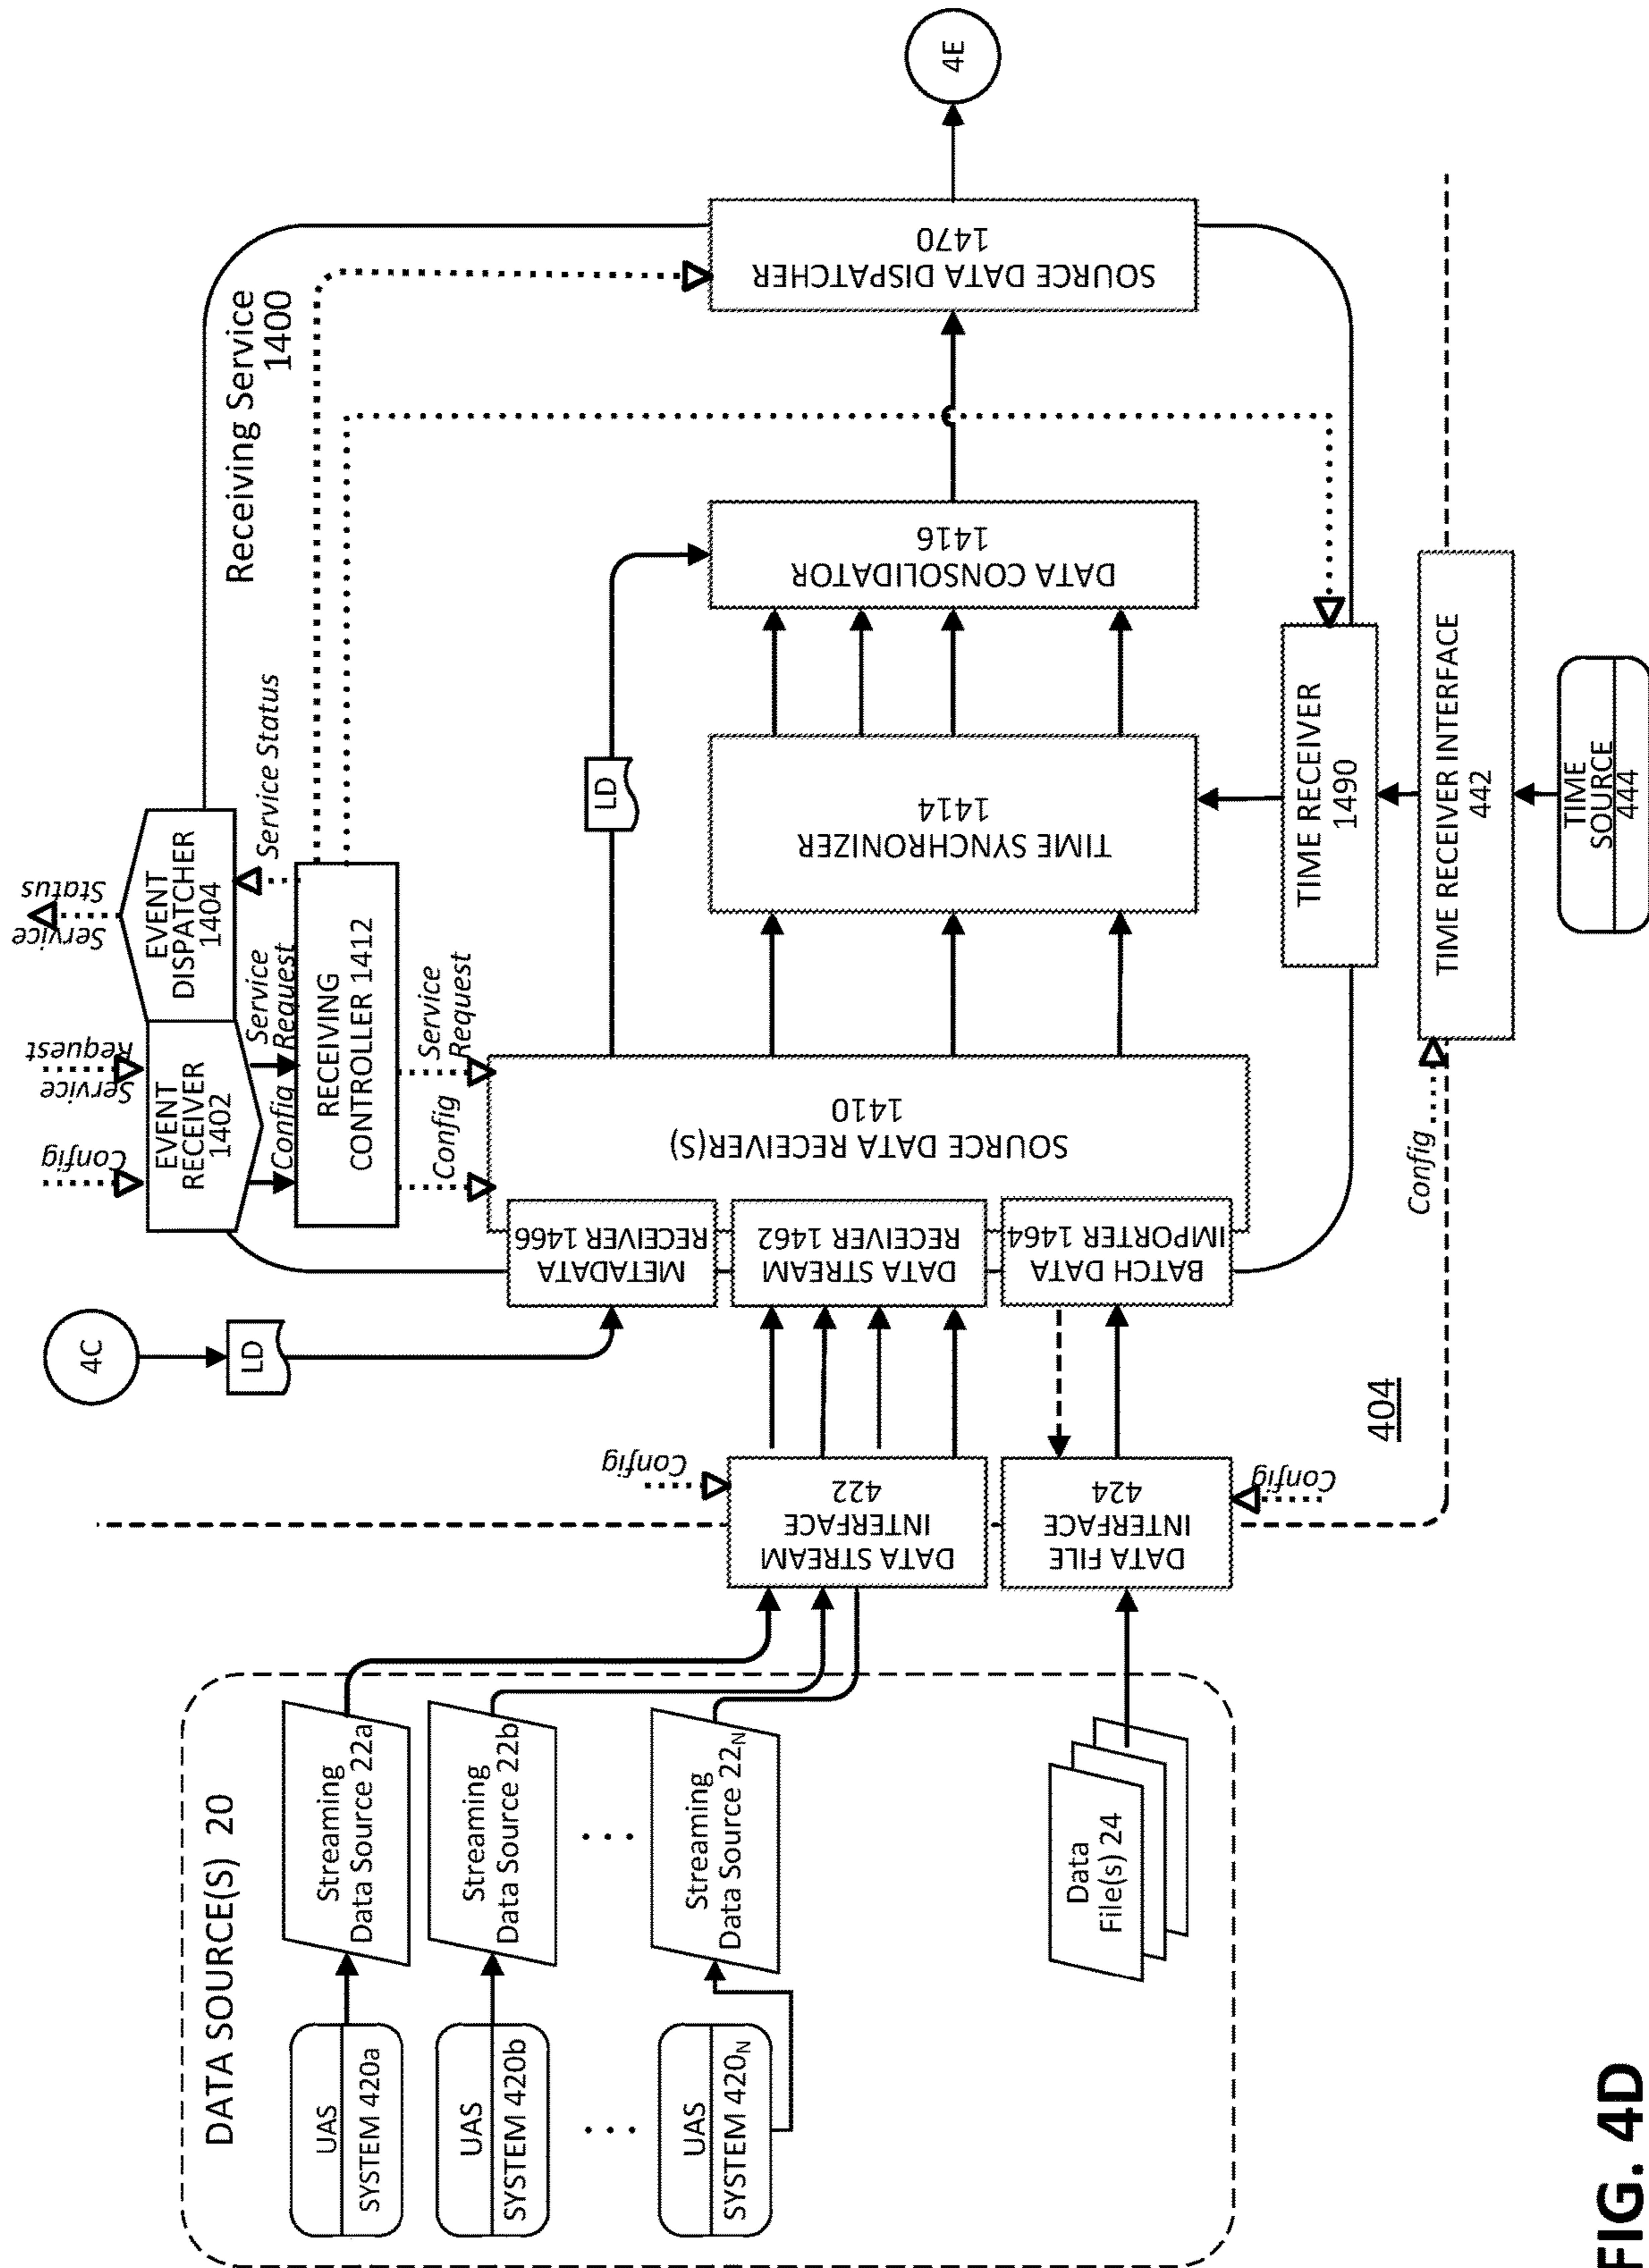 DATA SOURCE(S) 20
UAS
SYSTEM 420a
UAS
SYSTEM 420b
. . .
UAS
SYSTEM 420N
Streaming
Data Source 22a
Streaming
Data Source 22b
. . .
Streaming
Data Source 22N
Data
File(s) 24
DATA STREAM
INTERFACE
422
Config
DATA FILE
INTERFACE
424
Config
404
4C
LD
METADATA
RECEIVER 1466
DATA STREAM
RECEIVER 1462
BATCH DATA
IMPORTER 1464
SOURCE DATA RECEIVER(S)
1410
Config
Service
Request
EVENT
RECEIVER
1402
EVENT
DISPATCHER
1404
Service
Status
Config
Service
Request
Service Status
RECEIVING
CONTROLLER 1412
Config
Service
Request
Receiving Service
1400
LD
TIME SYNCHRONIZER
1414
DATA CONSOLIDATOR
1416
SOURCE DATA DISPATCHER
1470
4E
TIME RECEIVER
1490
Config
TIME RECEIVER INTERFACE
442
TIME
SOURCE
444
FIG. 4D